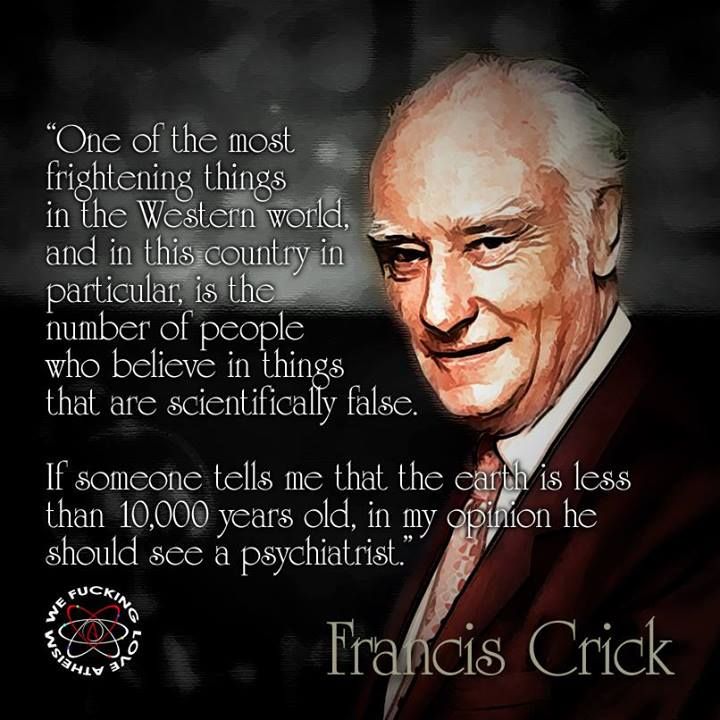 “One of the most
frightening things
in the Western world,
and in this country in
particular, is the
number of people
who believe in things
that are scientifically false.
If someone tells me that the earth is less
than 10,000 years old, in my opinion he
should see a psychiatrist.”
WE FUCKING LOVE ATHEISM
Francis Crick